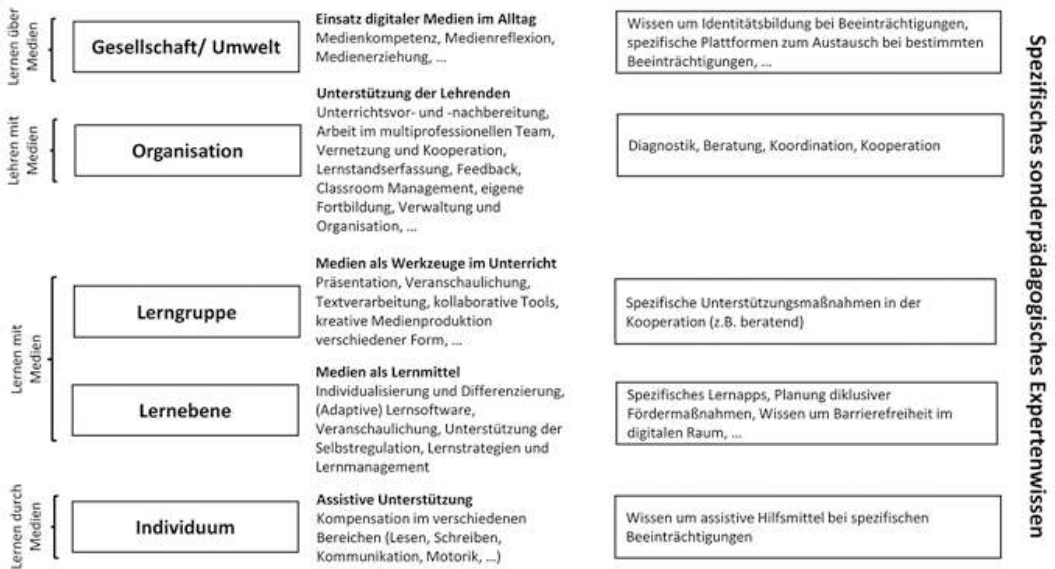 Lernen über
Medien
Gesellschaft/ Umwelt
Einsatz digitaler Medien im Alltag
Medienkompetenz, Medienreflexion,
Medienerziehung, ...
Wissen um Identitätsbildung bei Beeinträchtigungen,
spezifische Plattformen zum Austausch bei bestimmten
Beeinträchtigungen, ...
Lehren mit
Medien
Organisation
Unterstützung der Lehrenden
Unterrichtsvor- und -nachbereitung,
Arbeit im multiprofessionellen Team,
Vernetzung und Kooperation,
Lernstandserfassung, Feedback,
Classroom Management, eigene
Fortbildung, Verwaltung und
Organisation, ...
Diagnostik, Beratung, Koordination, Kooperation
Lernen mit
Medien
Lerngruppe
Medien als Werkzeuge im Unterricht
Präsentation, Veranschaulichung,
Textverarbeitung, kollaborative Tools,
kreative Medienproduktion
verschiedener Form, ...
Spezifische Unterstützungsmaßnahmen in der
Kooperation (z.B. beratend)
Lernebene
Medien als Lernmittel
Individualisierung und Differenzierung,
(Adaptive) Lernsoftware,
Veranschaulichung, Unterstützung der
Selbstregulation, Lernstrategien und
Lernmanagement
Spezifisches Lernapps, Planung diklusiver
Fördermaßnahmen, Wissen um Barrierefreiheit im
digitalen Raum, ...
Lernen durch
Medien
Individuum
Assistive Unterstützung
Kompensation im verschiedenen
Bereichen (Lesen, Schreiben,
Kommunikation, Motorik, ...)
Wissen um assistive Hilfsmittel bei spezifischen
Beeinträchtigungen
Spezifisches sonderpädagogisches Expertenwissen